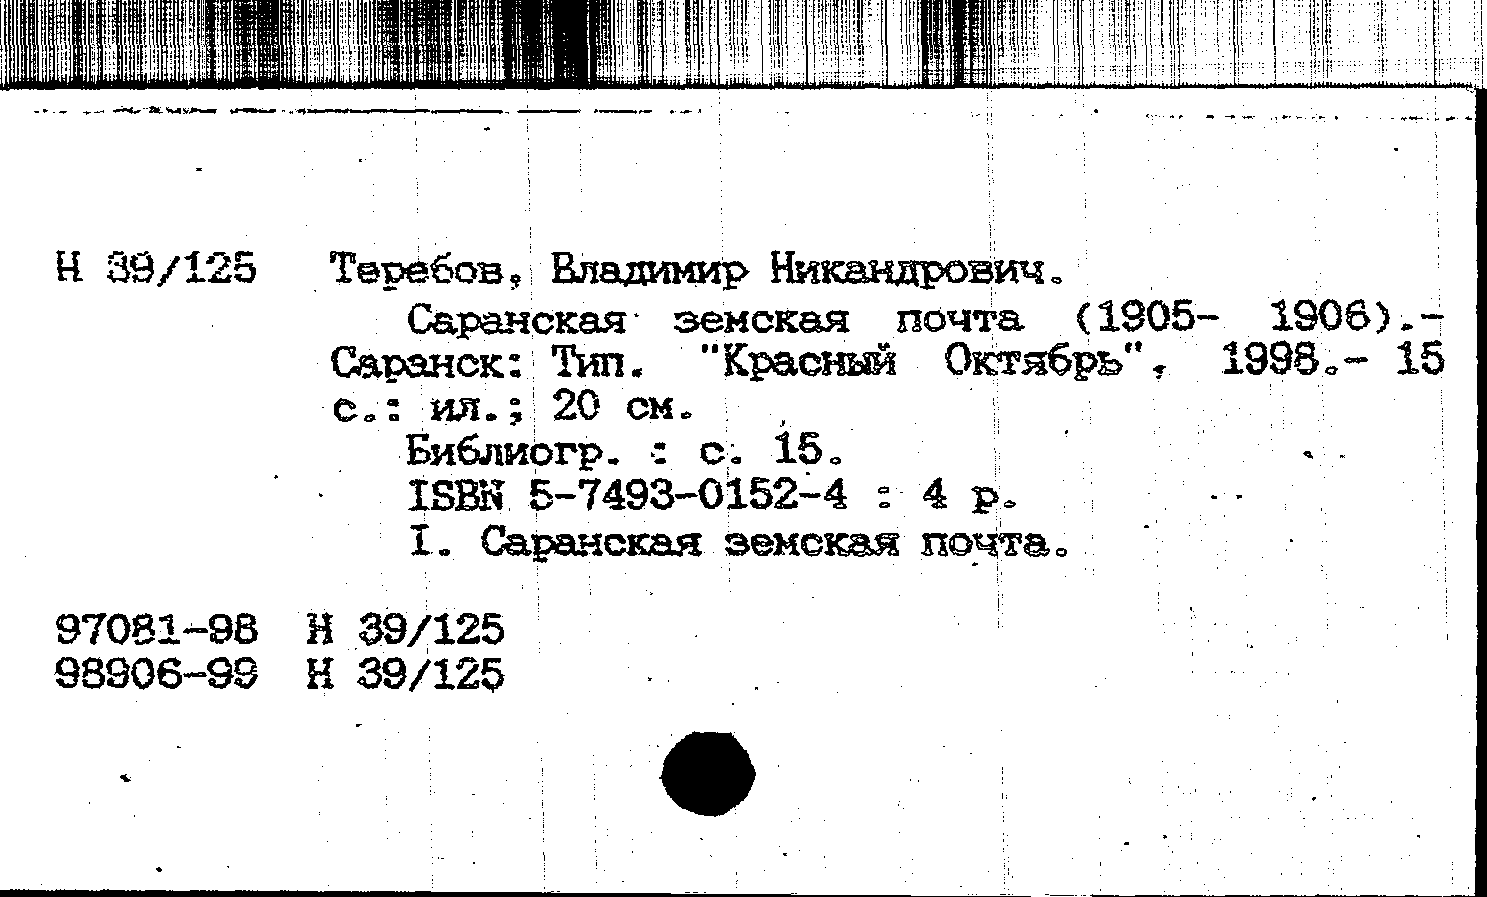 Н 39/125 Теребов, Владимир Никандрович.
Саранская земская почта (1905- 1906).-
Саранск: Тип. "Красный Октябрь", 1998.- 15
с.: ил.; 20 см.
Библиогр. : с. 15.
ISBN 5-7493-0152-4 : 4 р.
I. Саранская земская почта.
97081-98 Н 39/125
98906-99 Н 39/125